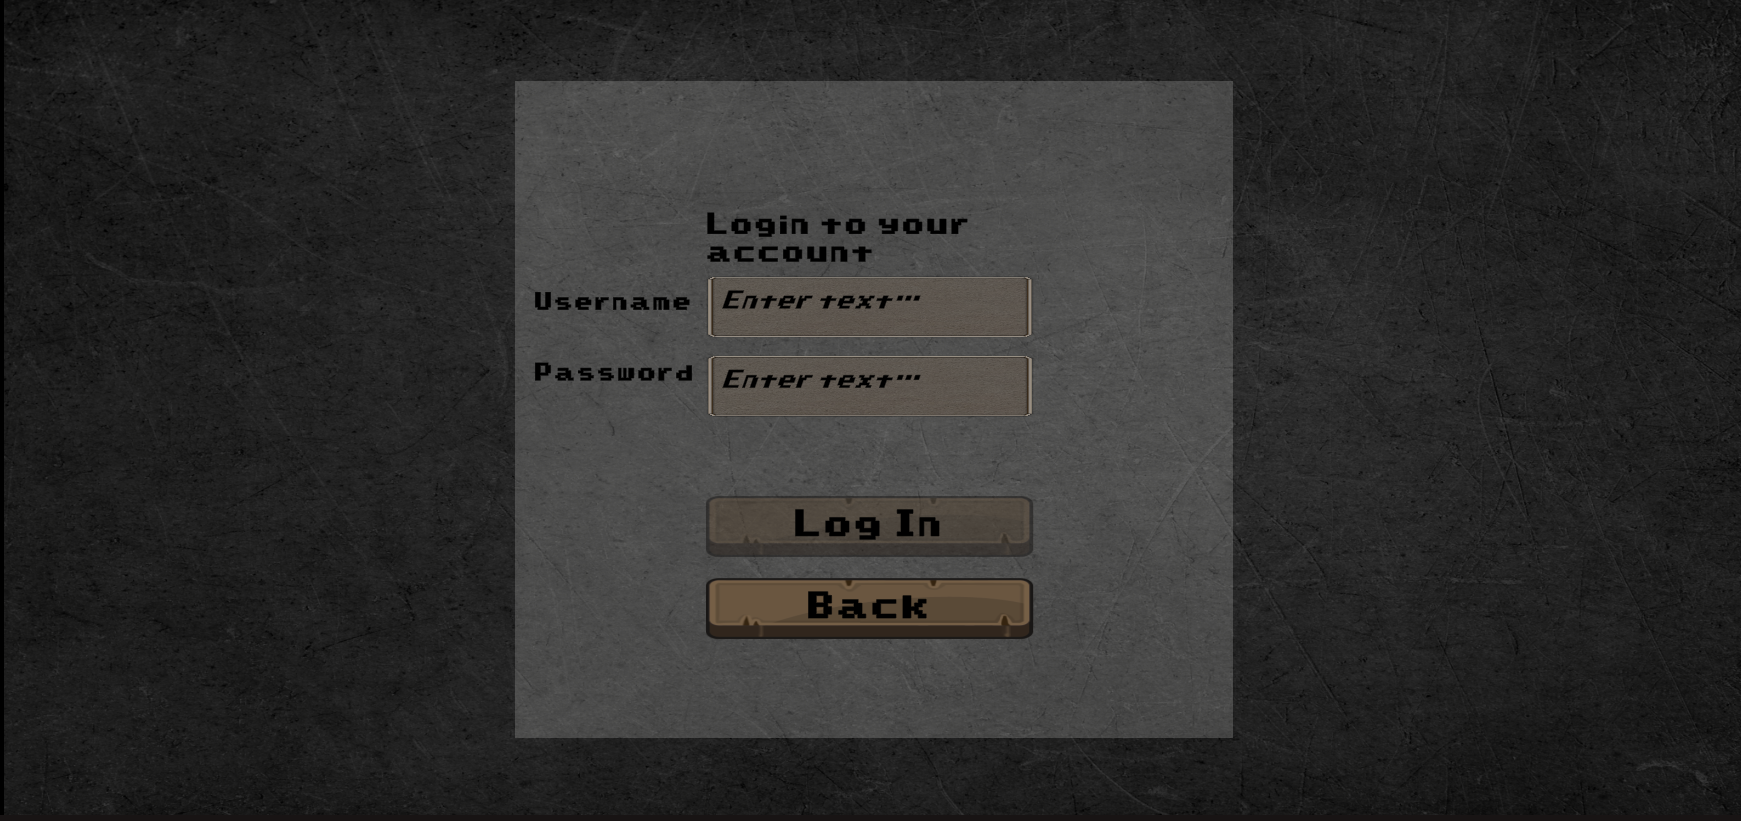 Login to your
account
Username
Enter text...
Password
Enter text...
Log In
Back